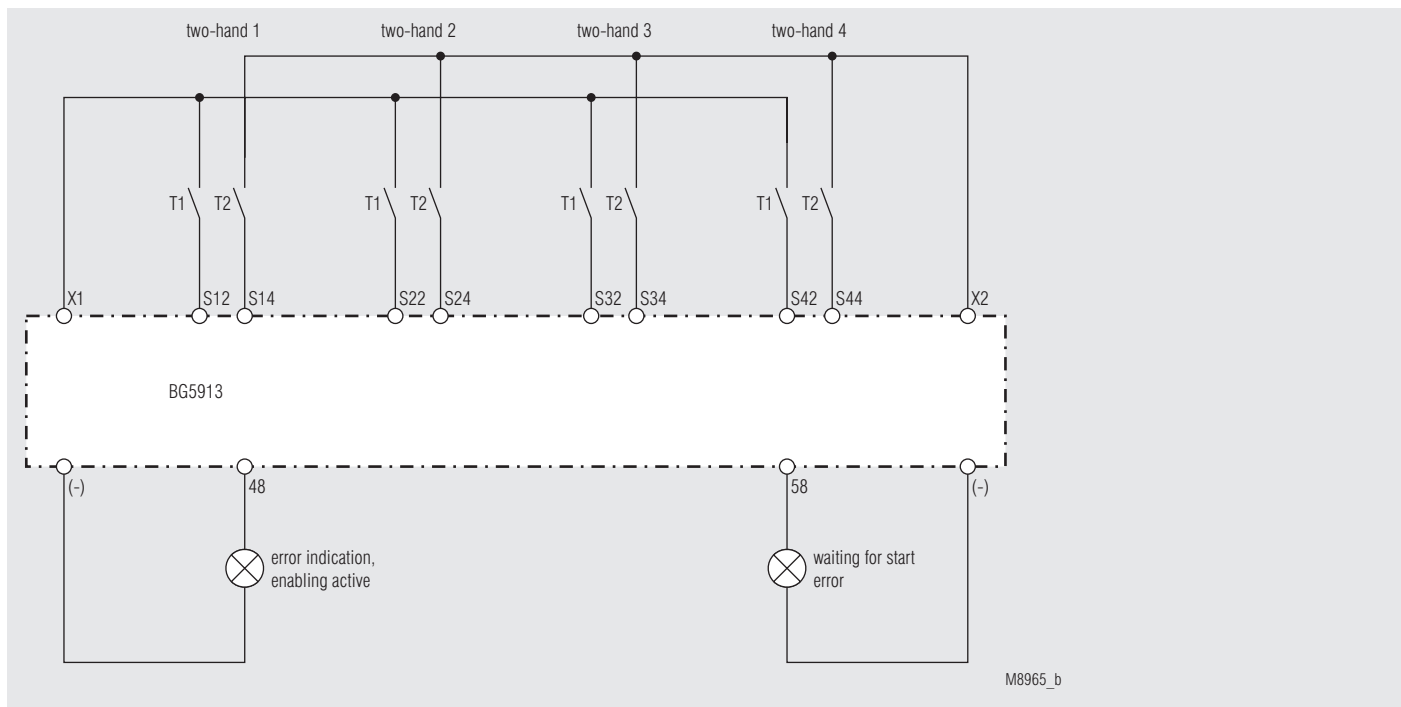 two-hand 1 two-hand 2 two-hand 3 two-hand 4
T1 T2 T1 T2 T1 T2 T1 T2
X1 S12 S14 S22 S24 S32 S34 S42 S44 X2
BG5913
(-) 48 58 (-)
error indication,
enabling active
waiting for start
error
M8965_b